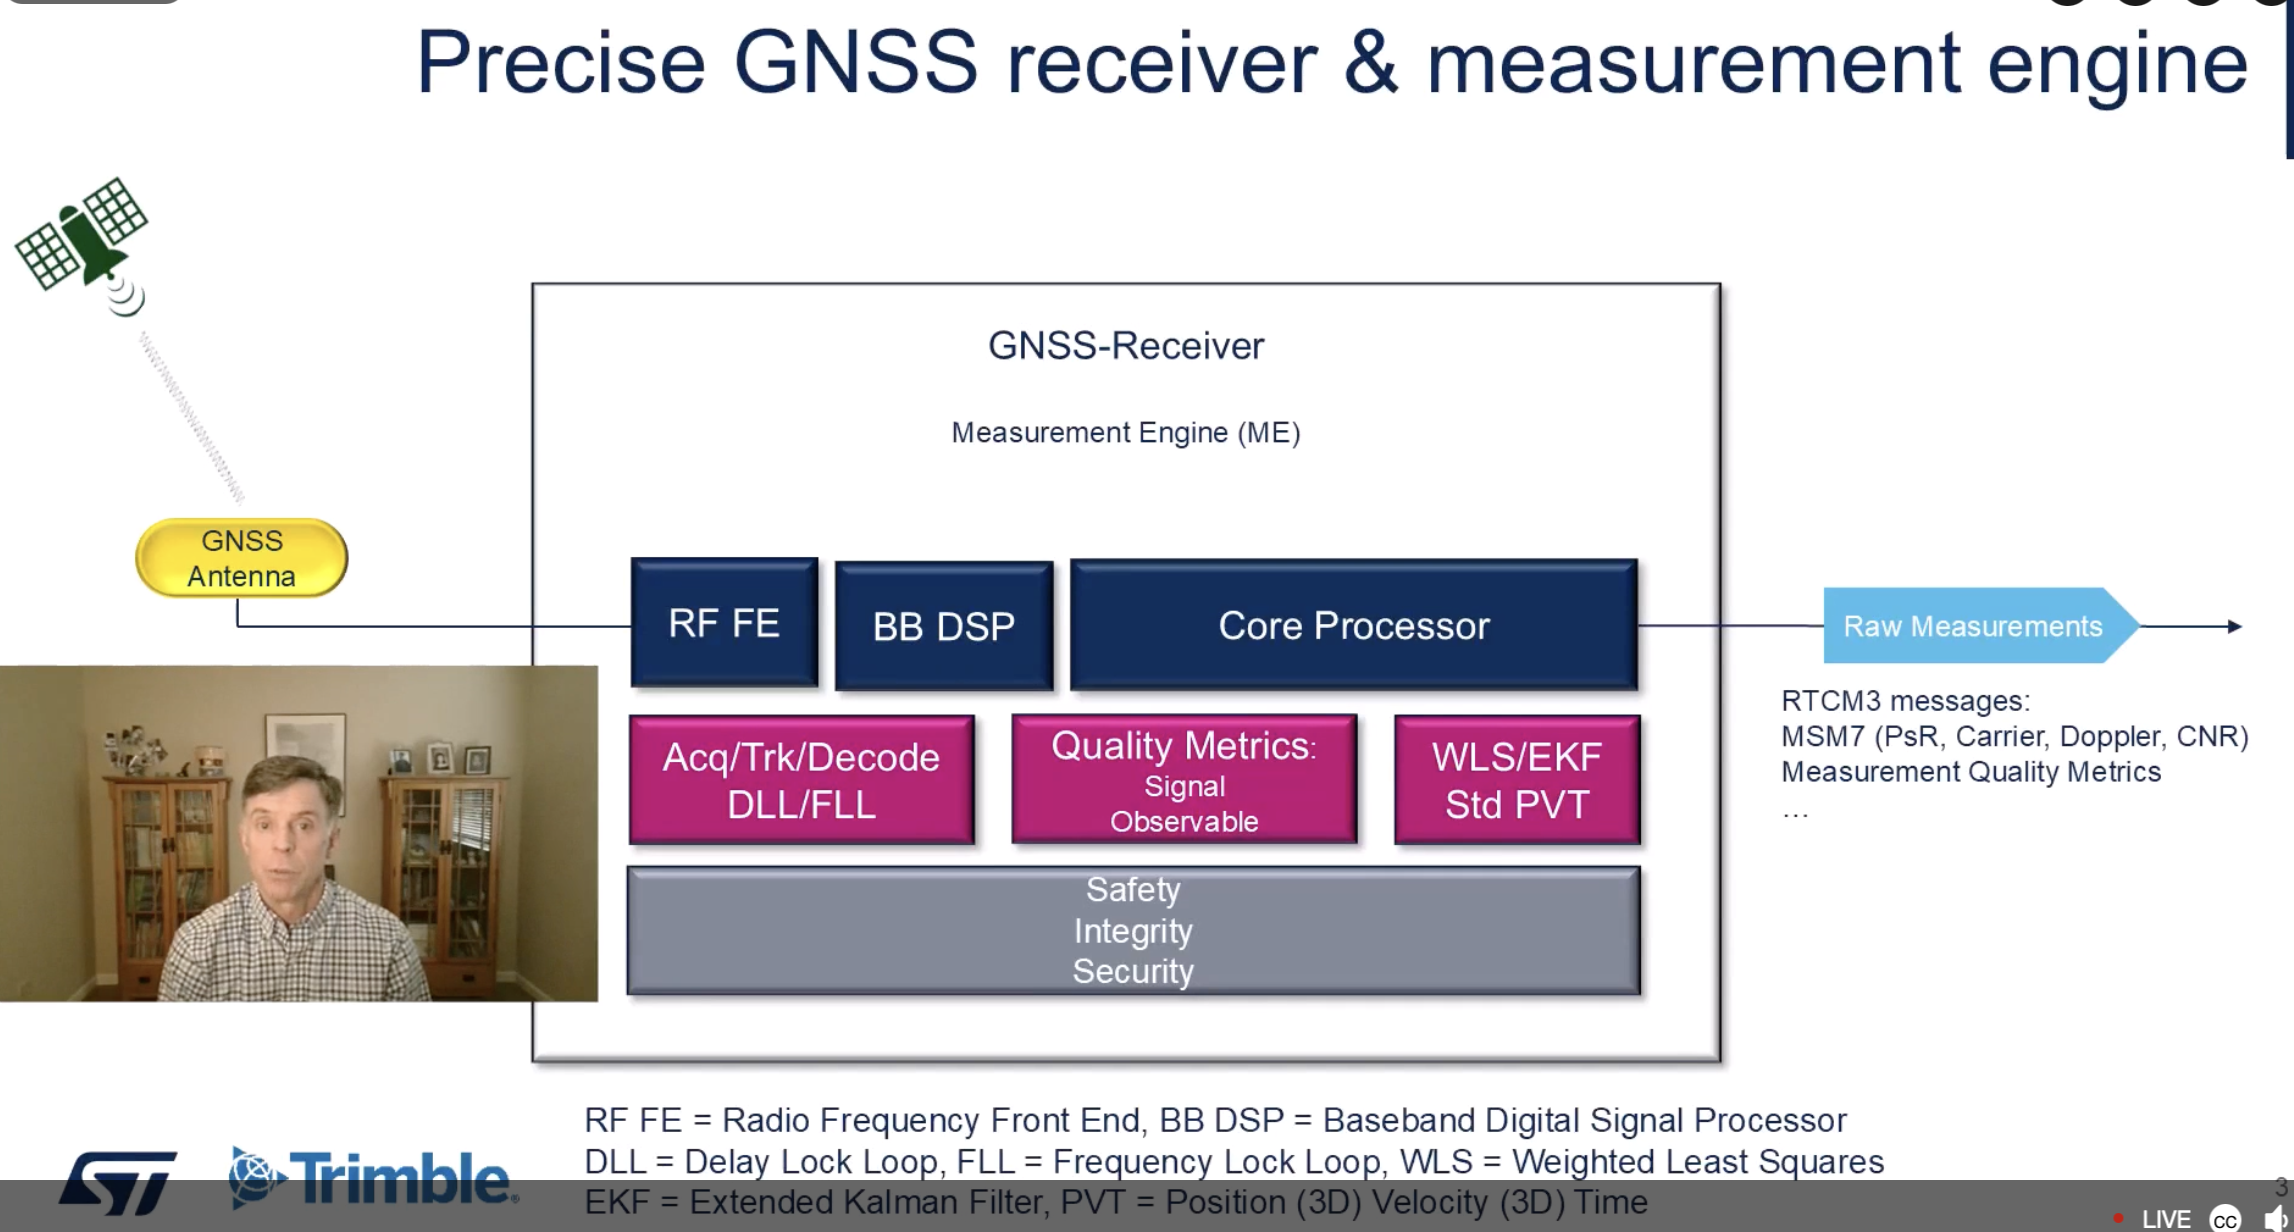 Precise GNSS receiver & measurement engine
GNSS-Receiver
Measurement Engine (ME)
GNSS
Antenna
RF FE
BB DSP
Core Processor
Raw Measurements
RTCM3 messages:
MSM7 (PsR, Carrier, Doppler, CNR)
Measurement Quality Metrics
...
Acq/Trk/Decode
DLL/FLL
Quality Metrics:
Signal
Observable
WLS/EKF
Std PVT
Safety
Integrity
Security
RF FE = Radio Frequency Front End, BB DSP = Baseband Digital Signal Processor
DLL = Delay Lock Loop, FLL = Frequency Lock Loop, WLS = Weighted Least Squares
EKF = Extended Kalman Filter, PVT = Position (3D) Velocity (3D) Time
ST
Trimble
3
LIVE
CC